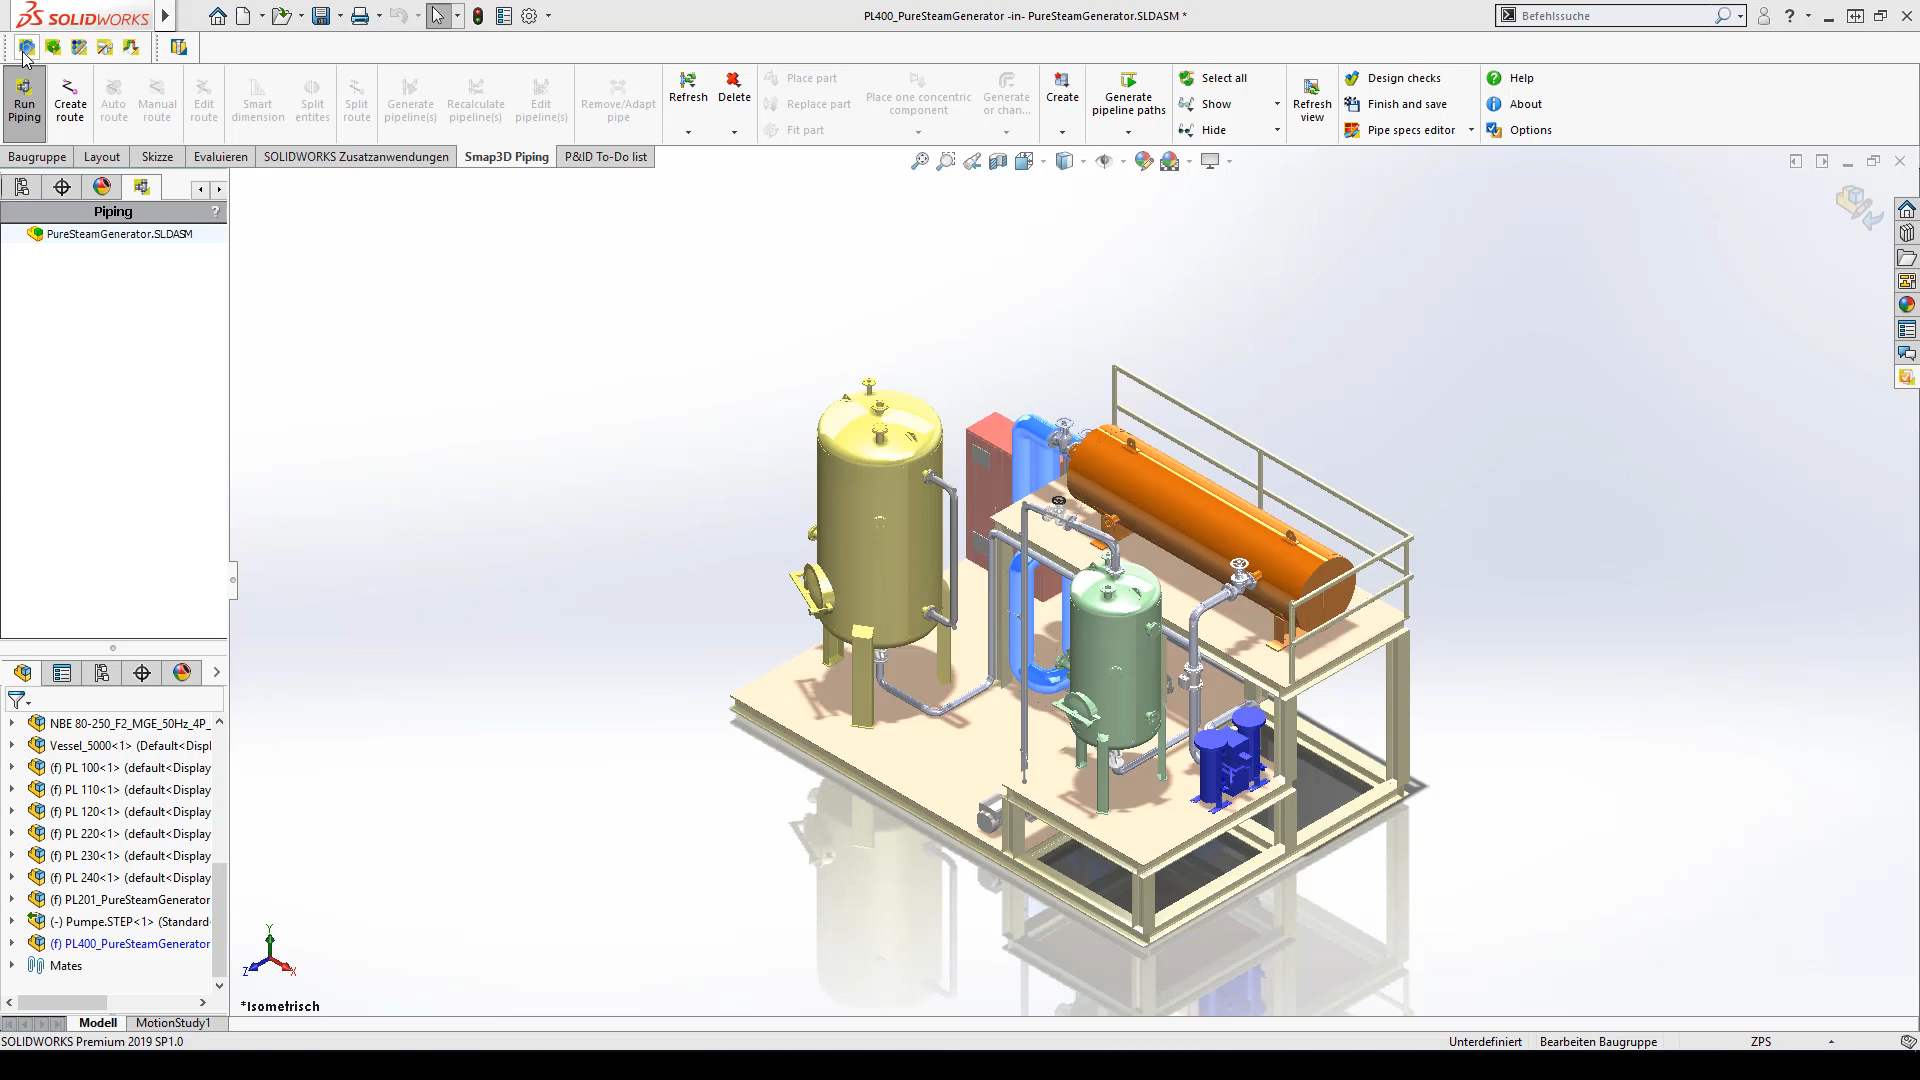 SOLIDWORKS
PL400_PureSteamGenerator -in- PureSteamGenerator.SLDASM *
Befehlssuche
Run Piping
Create route
Auto route
Manual route
Edit route
Smart dimension
Split entities
Split route
Generate pipeline(s)
Recalculate pipeline(s)
Edit pipeline(s)
Remove/Adapt pipe
Refresh
Delete
Place part
Replace part
Fit part
Place one concentric component
Generate or chan...
Create
Generate pipeline paths
Select all
Show
Hide
Refresh view
Design checks
Finish and save
Pipe specs editor
Help
About
Options
Baugruppe
Layout
Skizze
Evaluieren
SOLIDWORKS Zusatzanwendungen
Smap3D Piping
P&ID To-Do list
Piping
?
PureSteamGenerator.SLDASM
NBE 80-250_F2_MGE_50Hz_4P_
Vessel_5000<1> (Default<Displ
(f) PL 100<1> (default<Display
(f) PL 110<1> (default<Display
(f) PL 120<1> (default<Display
(f) PL 220<1> (default<Display
(f) PL 230<1> (default<Display
(f) PL 240<1> (default<Display
(f) PL201_PureSteamGenerator
(-) Pumpe.STEP<1> (Standard
(f) PL400_PureSteamGenerator
Mates
Y
Z
X
*Isometrisch
Modell
MotionStudy1
SOLIDWORKS Premium 2019 SP1.0
Unterdefiniert
Bearbeiten Baugruppe
ZPS